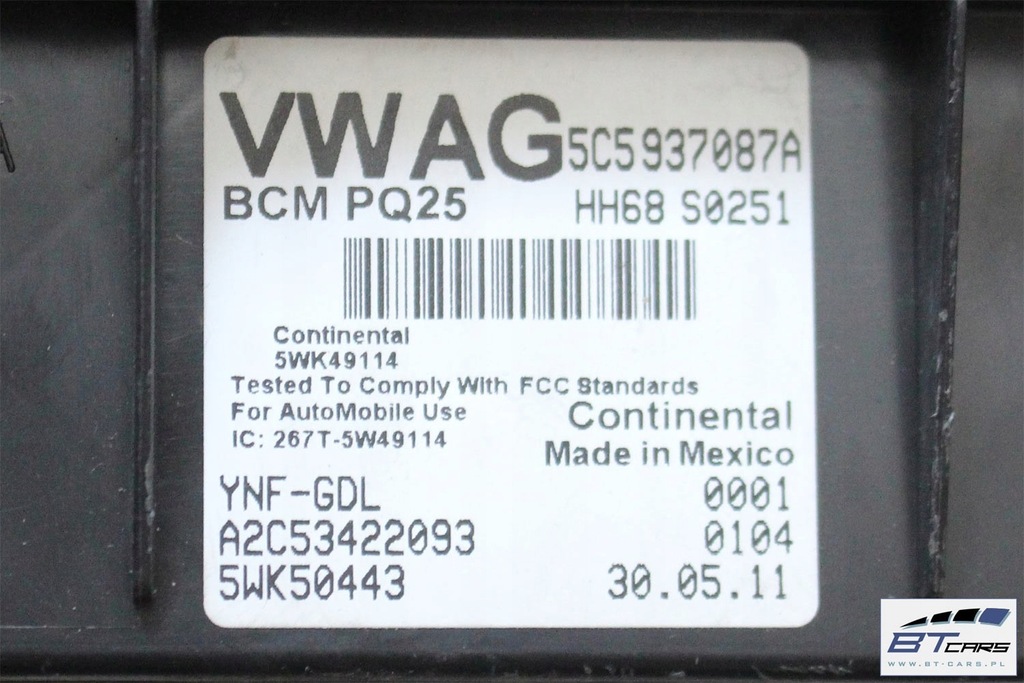 VWAG 5C5937087A
BCM PQ25 HH68 S0251
Continental
5WK49114
Tested To Comply With FCC Standards
For AutoMobile Use
IC: 267T-5W49114
Continental
Made in Mexico
YNF-GDL 0001
A2C53422093 0104
5WK50443 30.05.11
BT CARS
WWW.BT-CARS.PL